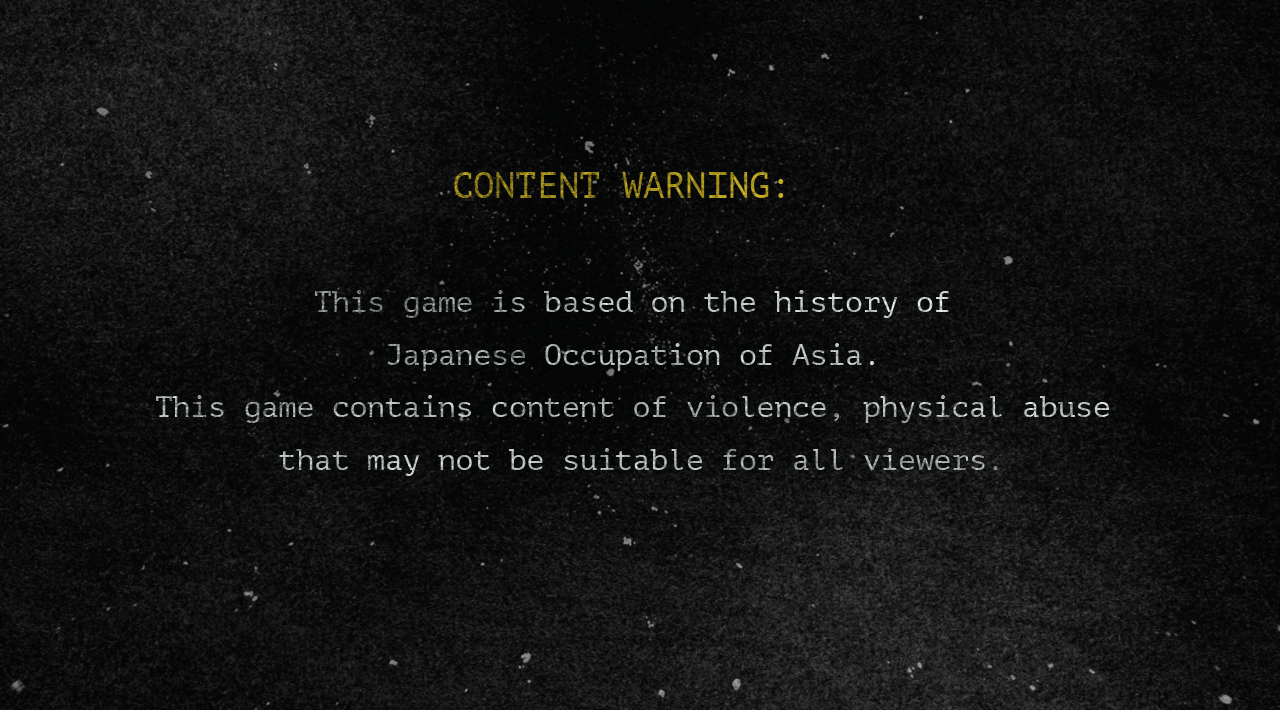 CONTENT WARNING:
This game is based on the history of
Japanese Occupation of Asia.
This game contains content of violence, physical abuse
that may not be suitable for all viewers.